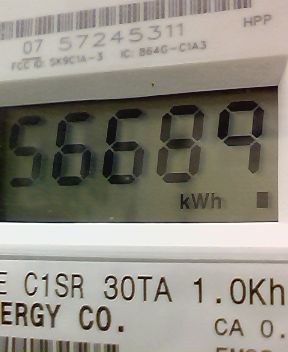 07 57245311 HPP
FCC ID: SK9C1A-3 IC: 864G-C1A3
56689
kWh
E C1SR 30TA 1.0Kh
ERGY CO.
CA 0.